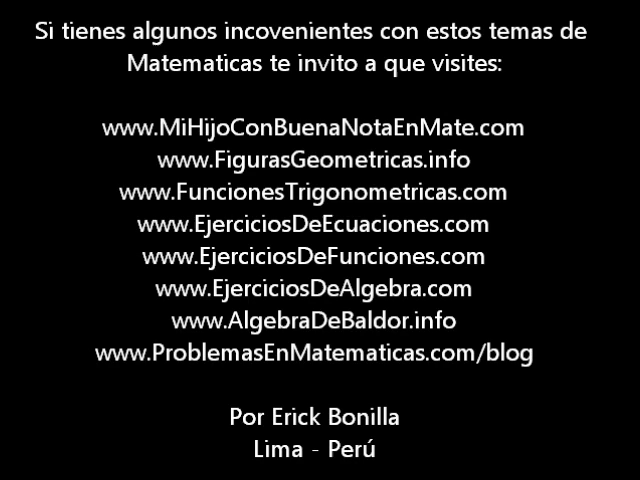 Si tienes algunos incovenientes con estos temas de
Matematicas te invito a que visites:
www.MiHijoConBuenaNotaEnMate.com
www.FigurasGeometricas.info
www.FuncionesTrigonometricas.com
www.EjerciciosDeEcuaciones.com
www.EjerciciosDeFunciones.com
www.EjerciciosDeAlgebra.com
www.AlgebraDeBaldor.info
www.ProblemasEnMatematicas.com/blog
Por Erick Bonilla
Lima - Perú